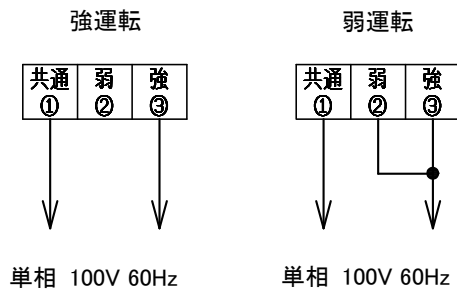 強運転
共通 弱 強
① ② ③
単相 100V 60Hz
弱運転
共通 弱 強
① ② ③
単相 100V 60Hz